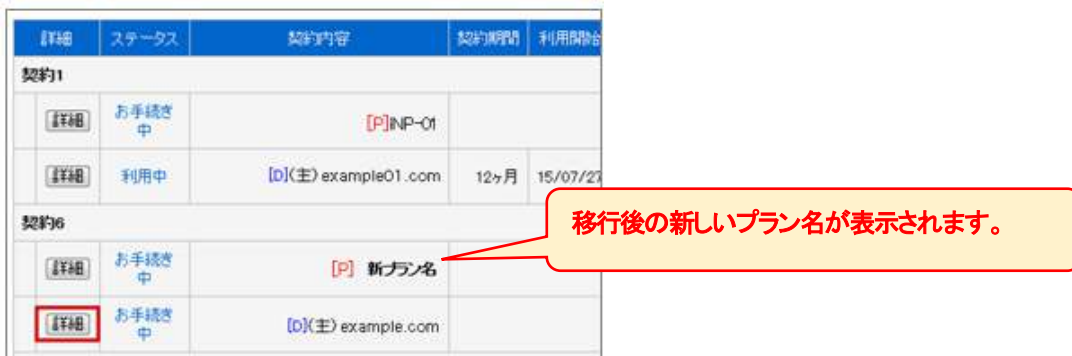 詳細 ステータス 契約内容 契約期間 利用開始
契約1
詳細 お手続き中 [P]INP-01
詳細 利用中 [D](主)example01.com 12ヶ月 15/07/27
契約6
移行後の新しいプラン名が表示されます。
詳細 お手続き中 [P] 新プラン名
詳細 お手続き中 [D](主)example.com